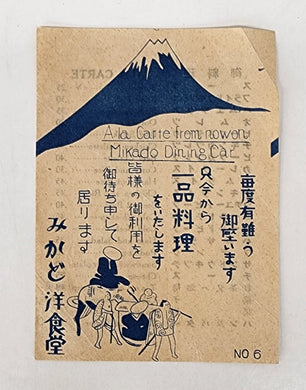 A la Carte from now on
Mikado Dining Car
毎度有難う
御座います
只今から
一品料理
をいたします
皆様の御利用を
御待ち申して
居ります
みかど洋食堂
NO 6